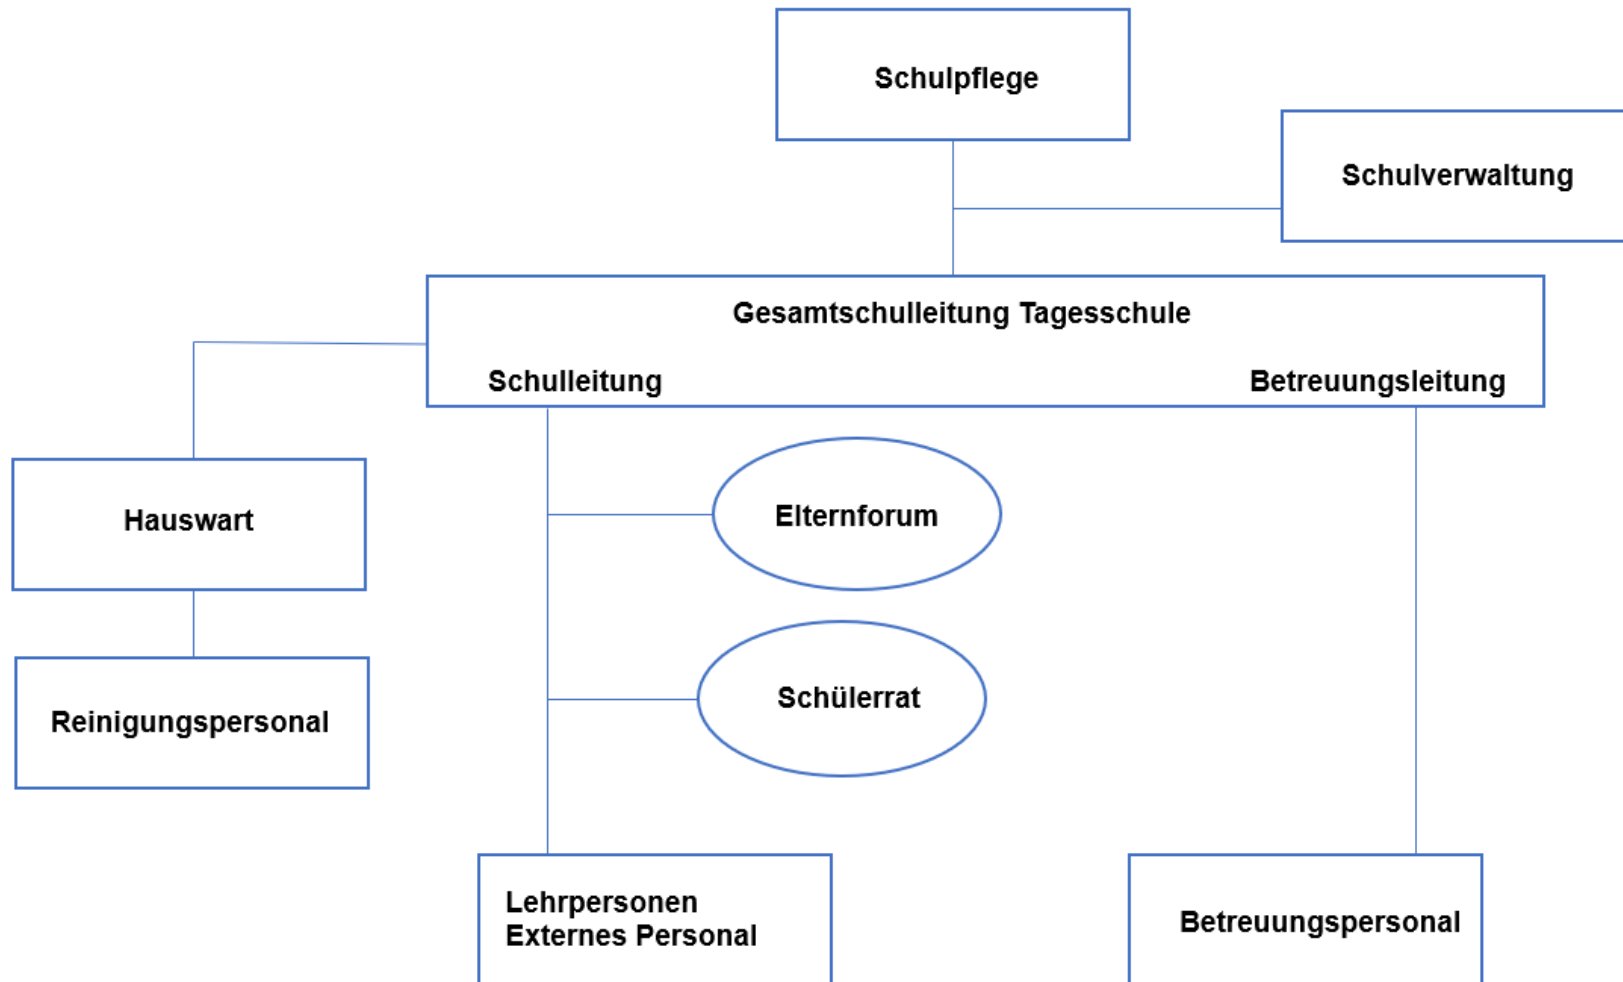 Schulpflege
Schulverwaltung
Gesamtschulleitung Tagesschule
Schulleitung
Betreuungsleitung
Hauswart
Elternforum
Schülerrat
Reinigungspersonal
Lehrpersonen
Externes Personal
Betreuungspersonal